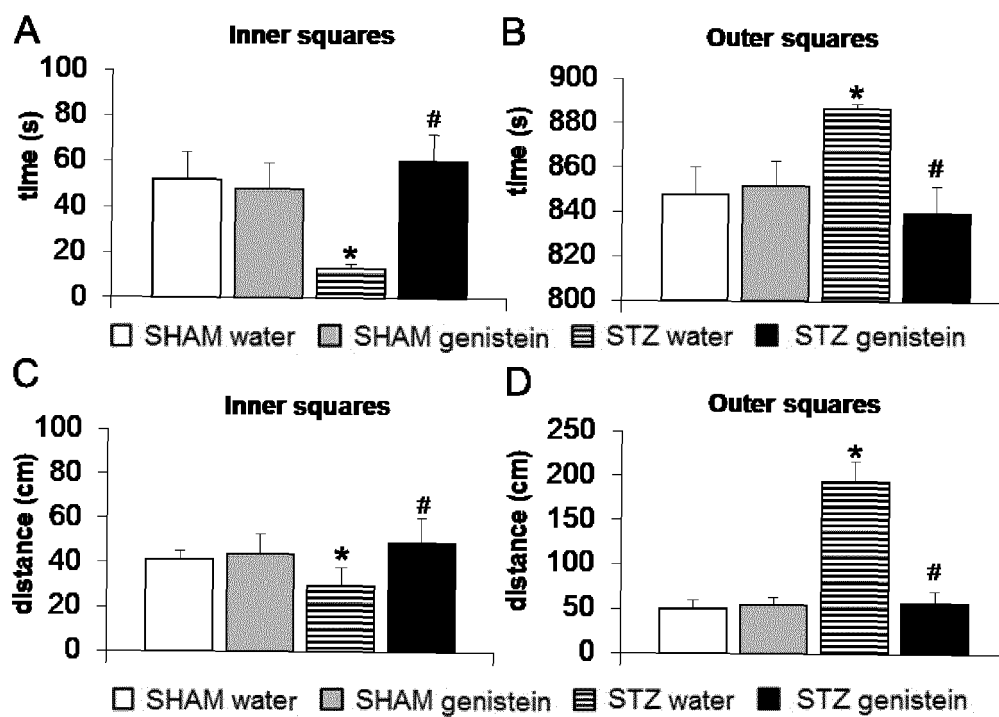 A
Inner squares
100
80
60
40
20
0
time (s)
*
#
B
Outer squares
900
880
860
840
820
800
time (s)
*
#
SHAM water SHAM genistein STZ water STZ genistein
C
Inner squares
100
80
60
40
20
0
distance (cm)
*
#
D
Outer squares
250
200
150
100
50
0
distance (cm)
*
#
SHAM water SHAM genistein STZ water STZ genistein